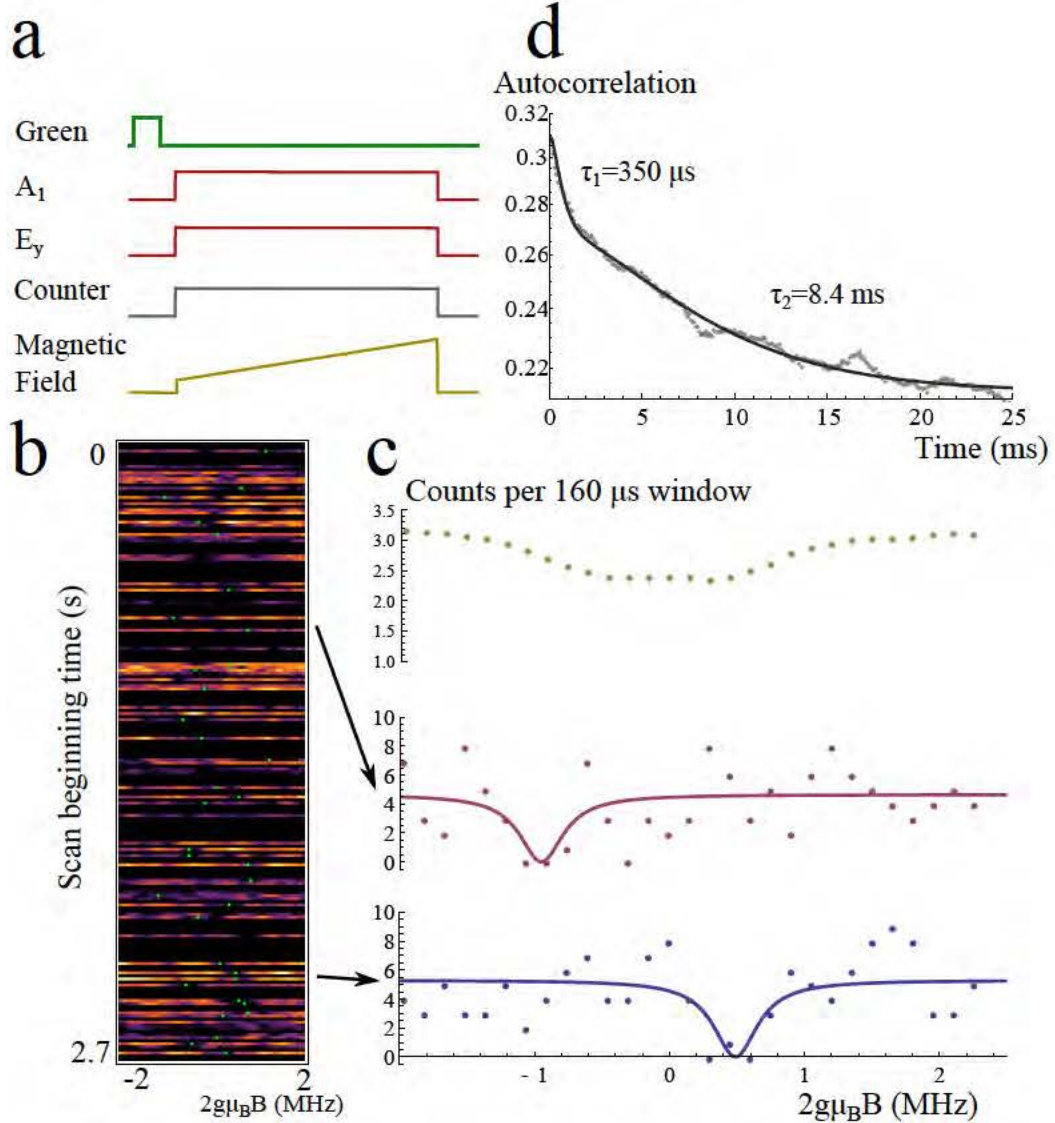 a
Green
A1
Ey
Counter
Magnetic
Field
d
Autocorrelation
0.32
0.3
0.28
0.26
0.24
0.22
τ1=350 μs
τ2=8.4 ms
0
5
10
15
20
25
Time (ms)
b
0
Scan beginning time (s)
2.7
-2
2
2gμBB (MHz)
c
Counts per 160 μs window
3.5
3.0
2.5
2.0
1.5
1.0
10
8
6
4
2
0
10
8
6
4
2
0
-1
0
1
2
2gμBB (MHz)